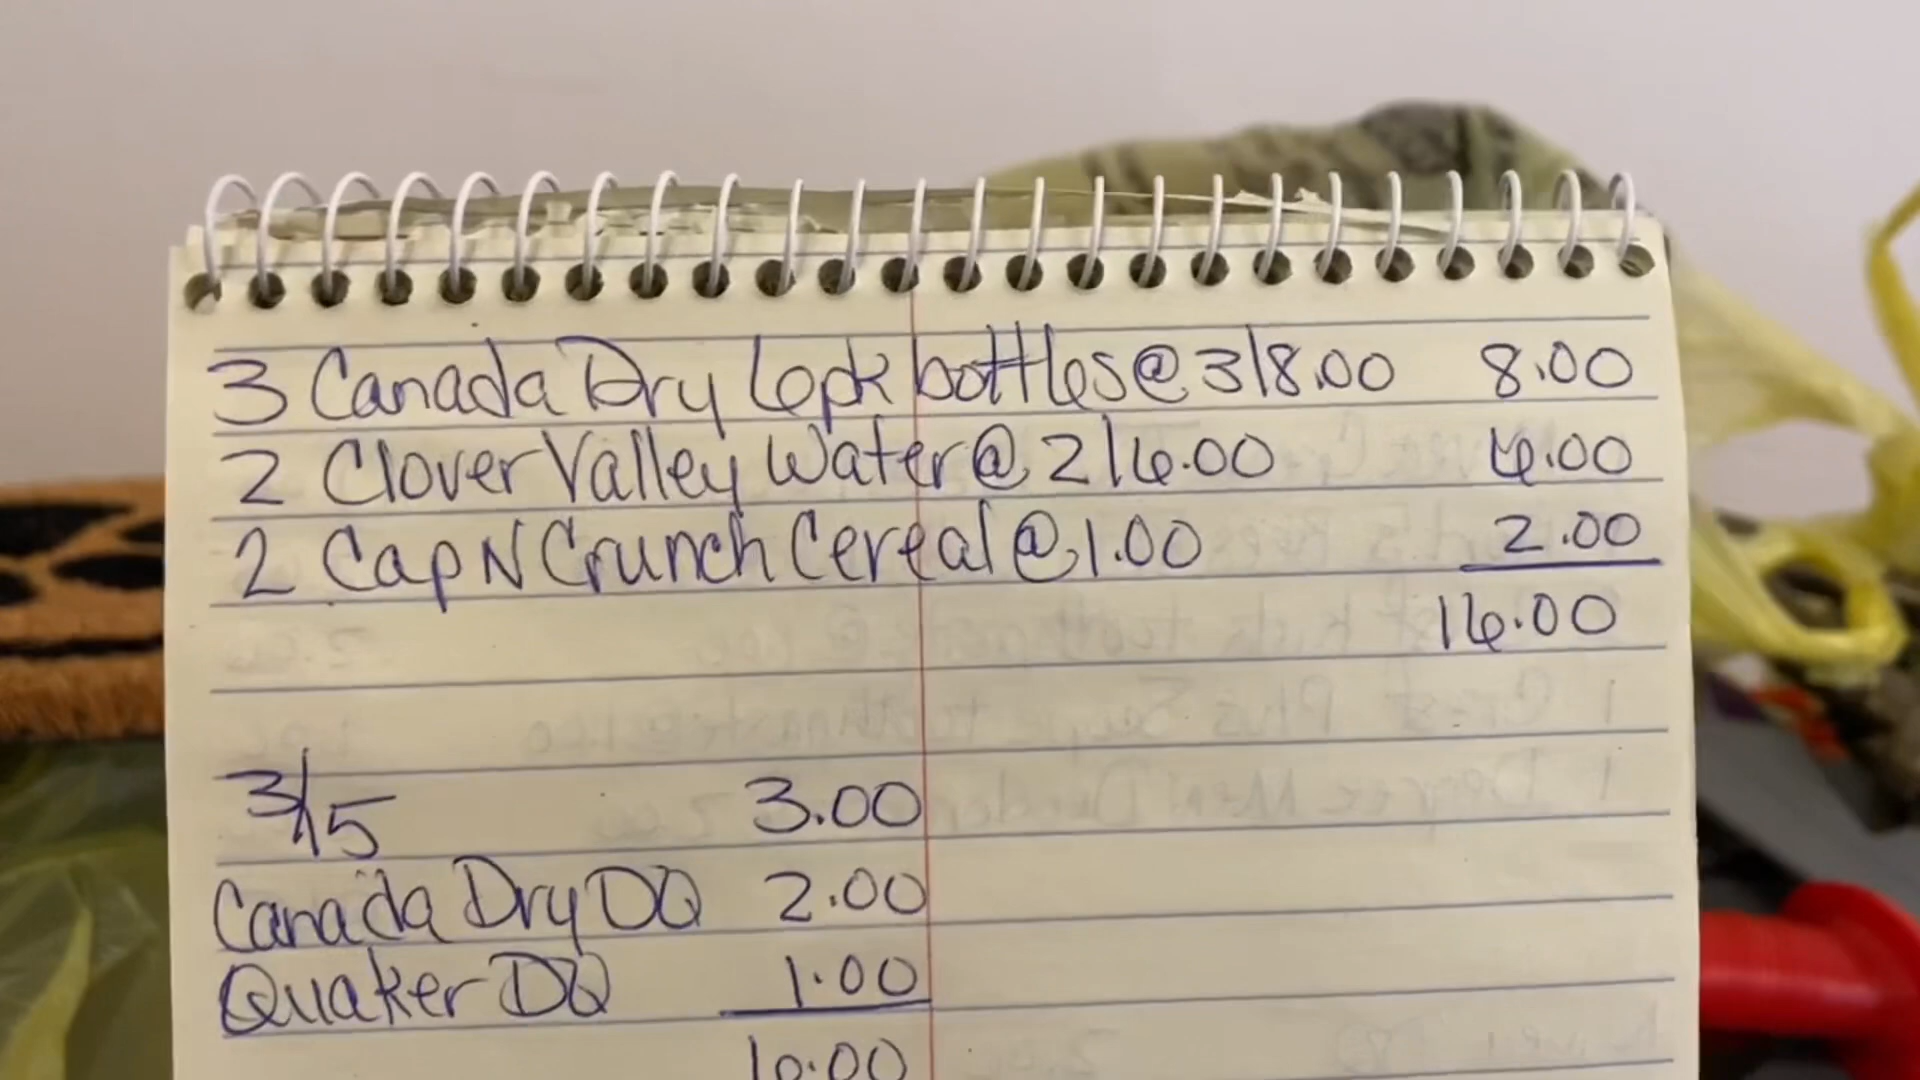 3 Canada Dry 6pk bottles @ 3/8.00 8.00
2 Clover Valley Water @ 2/6.00 6.00
2 Cap N Crunch Cereal @ 1.00 2.00
16.00
3/15 3.00
Canada Dry DQ 2.00
Quaker DQ 1.00
6.00